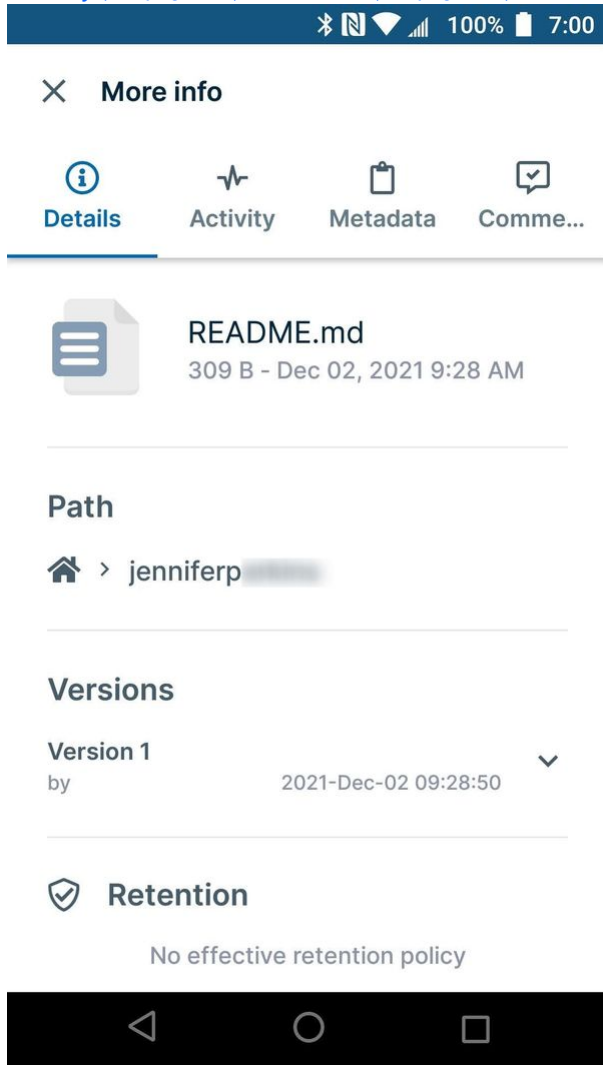 100% 7:00
More info
Details Activity Metadata Comme...
README.md
309 B - Dec 02, 2021 9:28 AM
Path
> jenniferp
Versions
Version 1
by 2021-Dec-02 09:28:50
Retention
No effective retention policy